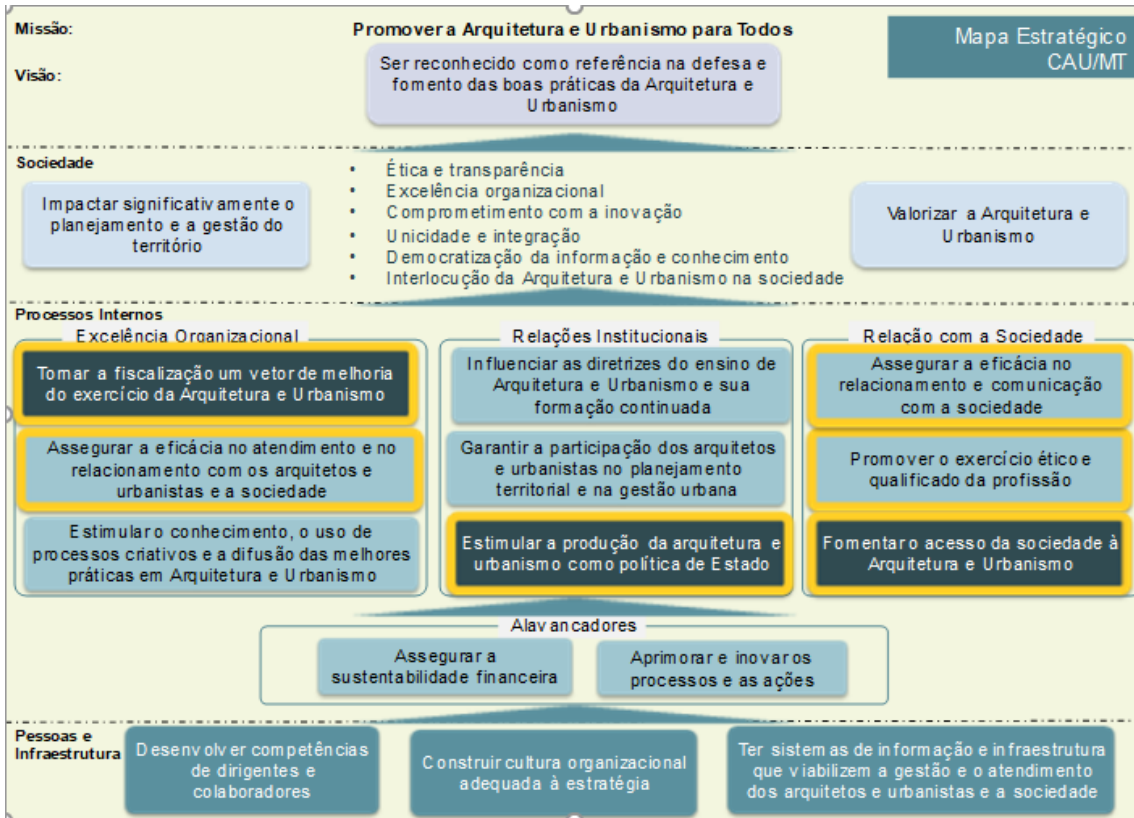 Missão:
Promover a Arquitetura e Urbanismo para Todos
Mapa Estratégico
CAU/MT
Visão:
Ser reconhecido como referência na defesa e
fomento das boas práticas da Arquitetura e
Urbanismo
Sociedade
Impactar significativamente o
planejamento e a gestão do
território
• Ética e transparência
• Excelência organizacional
• Comprometimento com a inovação
• Unicidade e integração
• Democratização da informação e conhecimento
• Interlocução da Arquitetura e Urbanismo na sociedade
Valorizar a Arquitetura e
Urbanismo
Processos Internos
Excelência Organizacional
Tornar a fiscalização um vetor de melhoria
do exercício da Arquitetura e Urbanismo
Assegurar a eficácia no atendimento e no
relacionamento com os arquitetos e
urbanistas e a sociedade
Estimular o conhecimento, o uso de
processos criativos e a difusão das melhores
práticas em Arquitetura e Urbanismo
Relações Institucionais
Influenciar as diretrizes do ensino de
Arquitetura e Urbanismo e sua
formação continuada
Garantir a participação dos arquitetos
e urbanistas no planejamento
territorial e na gestão urbana
Estimular a produção da arquitetura e
urbanismo como política de Estado
Relação com a Sociedade
Assegurar a eficácia no
relacionamento e comunicação
com a sociedade
Promover o exercício ético e
qualificado da profissão
Fomentar o acesso da sociedade à
Arquitetura e Urbanismo
Alavancadores
Assegurar a
sustentabilidade financeira
Aprimorar e inovar os
processos e as ações
Pessoas e
Infraestrutura
Desenvolver competências
de dirigentes e
colaboradores
Construir cultura organizacional
adequada à estratégia
Ter sistemas de informação e infraestrutura
que viabilizem a gestão e o atendimento
dos arquitetos e urbanistas e a sociedade